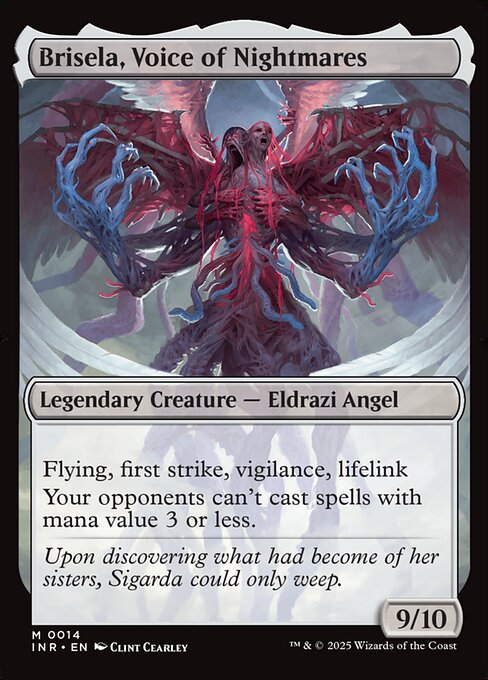 Brisela, Voice of Nightmares
Legendary Creature — Eldrazi Angel
Flying, first strike, vigilance, lifelink
Your opponents can't cast spells with
mana value 3 or less.
Upon discovering what had become of her
sisters, Sigarda could only weep.
9/10
M 0014
INR • EN CLINT CEARLEY
™ & © 2025 Wizards of the Coast